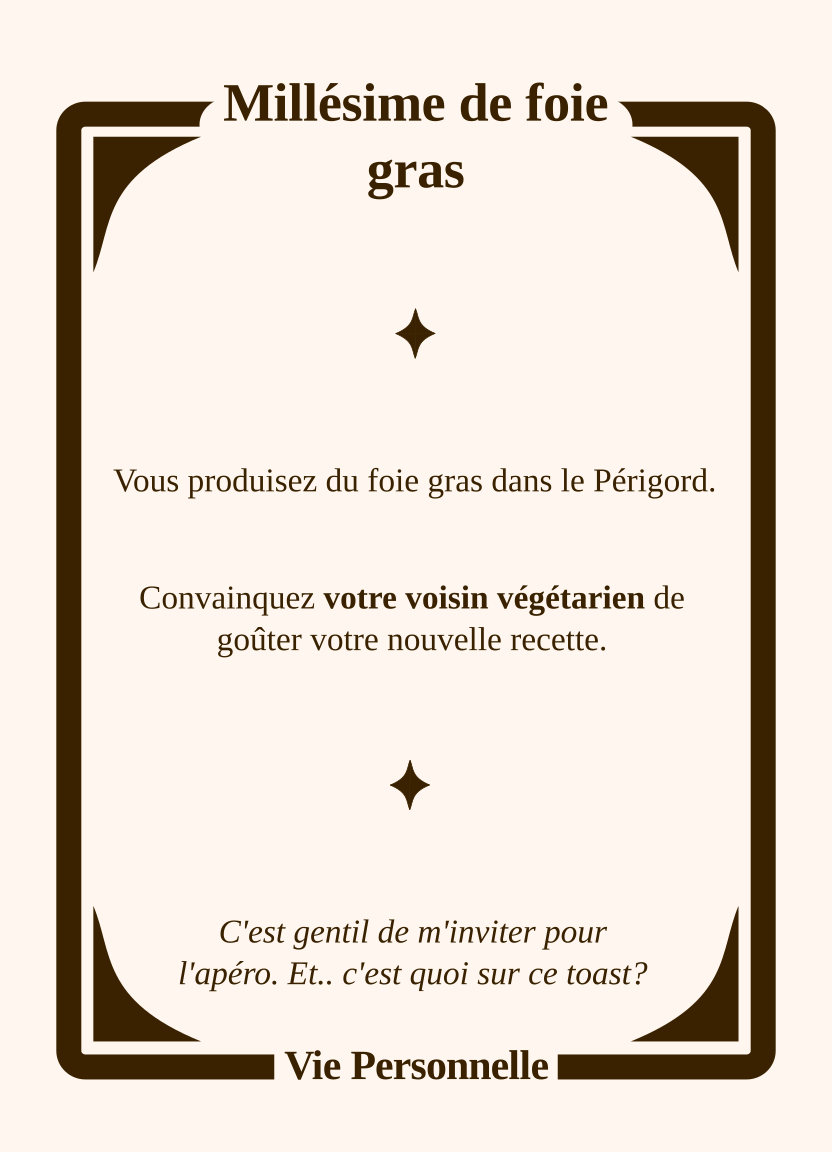 Millésime de foie
gras
Vous produisez du foie gras dans le Périgord.
Convainquez votre voisin végétarien de
goûter votre nouvelle recette.
C'est gentil de m'inviter pour
l'apéro. Et.. c'est quoi sur ce toast?
Vie Personnelle